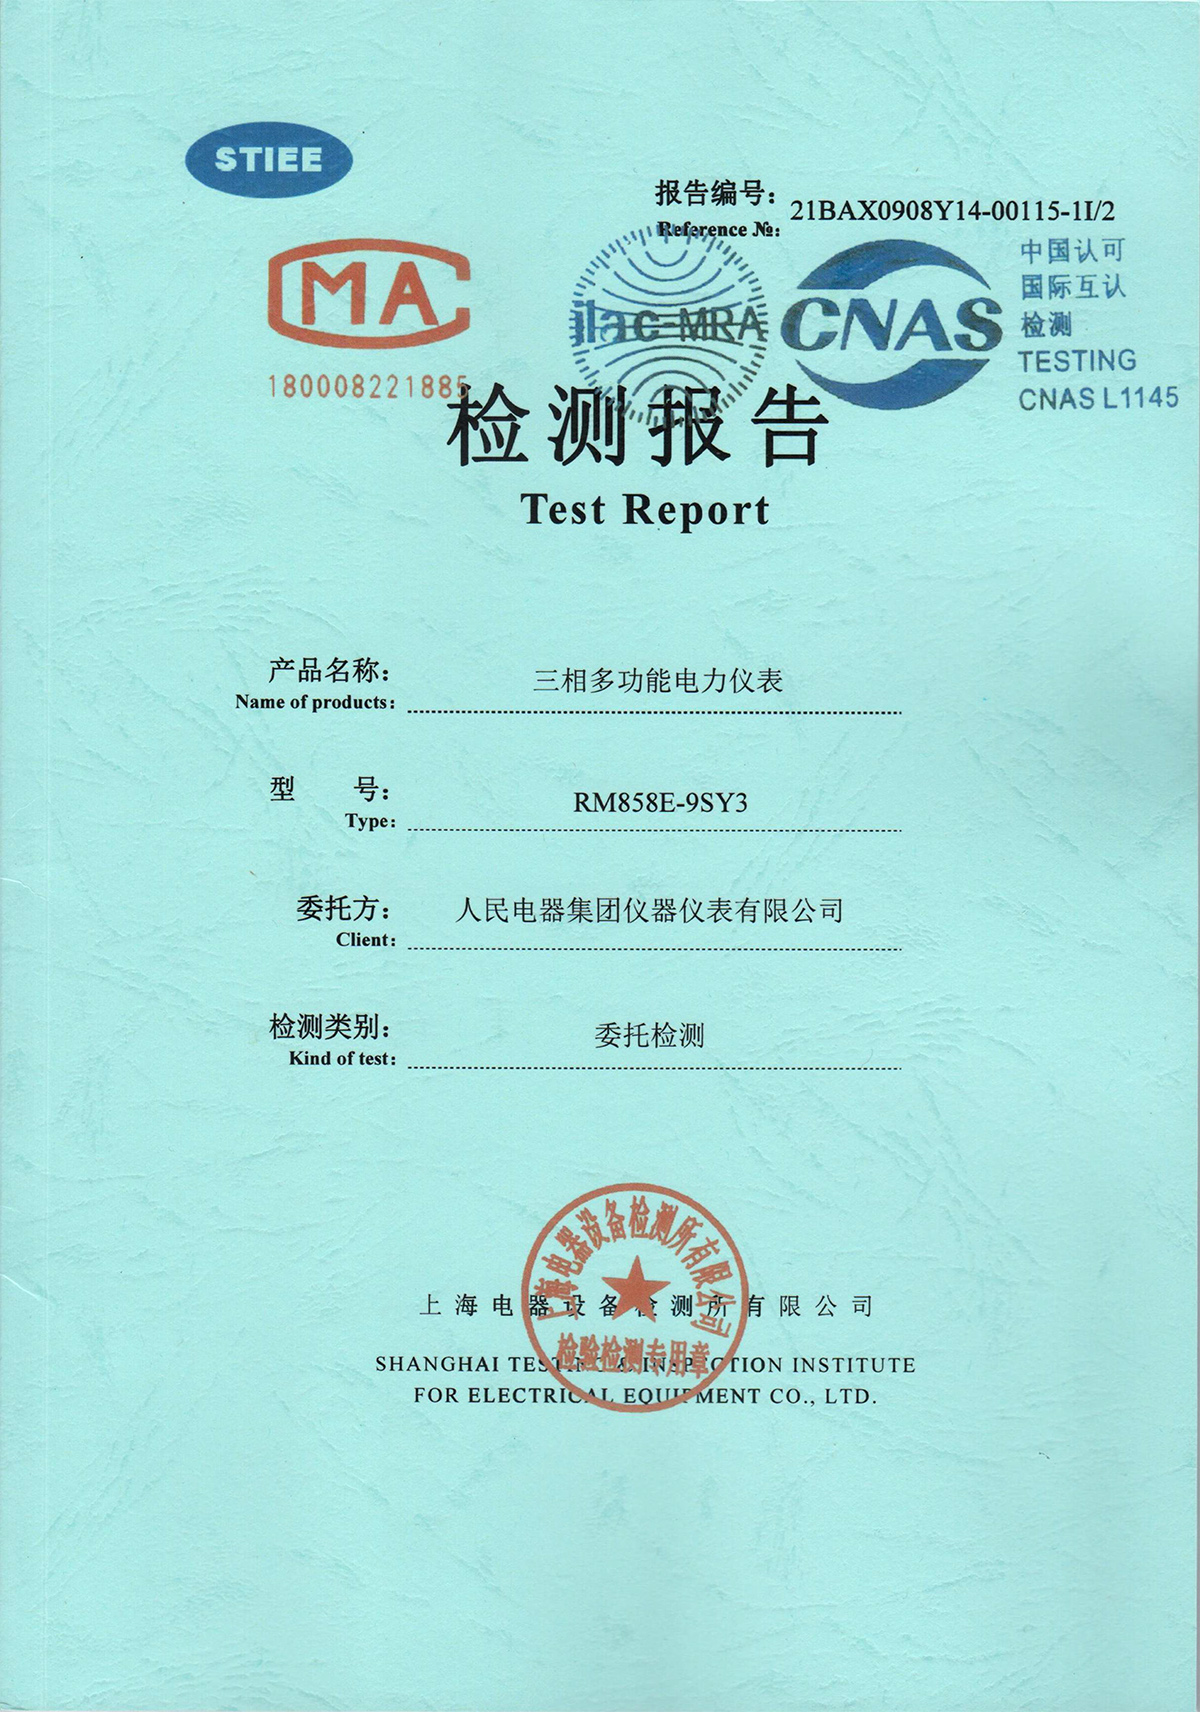 STIEE
报告编号：
Reference №：
21BAX0908Y14-00115-1I/2
MA
180008221885
ilac-MRA
CNAS
中国认可
国际互认
检测
TESTING
CNAS L1145
检测报告
Test Report
产品名称：
Name of products：
三相多功能电力仪表
型 号：
Type：
RM858E-9SY3
委托方：
Client：
人民电器集团仪器仪表有限公司
检测类别：
Kind of test：
委托检测
上海电器设备检测所有限公司
检验检测专用章
上海电器设备检测所有限公司
SHANGHAI TESTING & INSPECTION INSTITUTE
FOR ELECTRICAL EQUIPMENT CO., LTD.